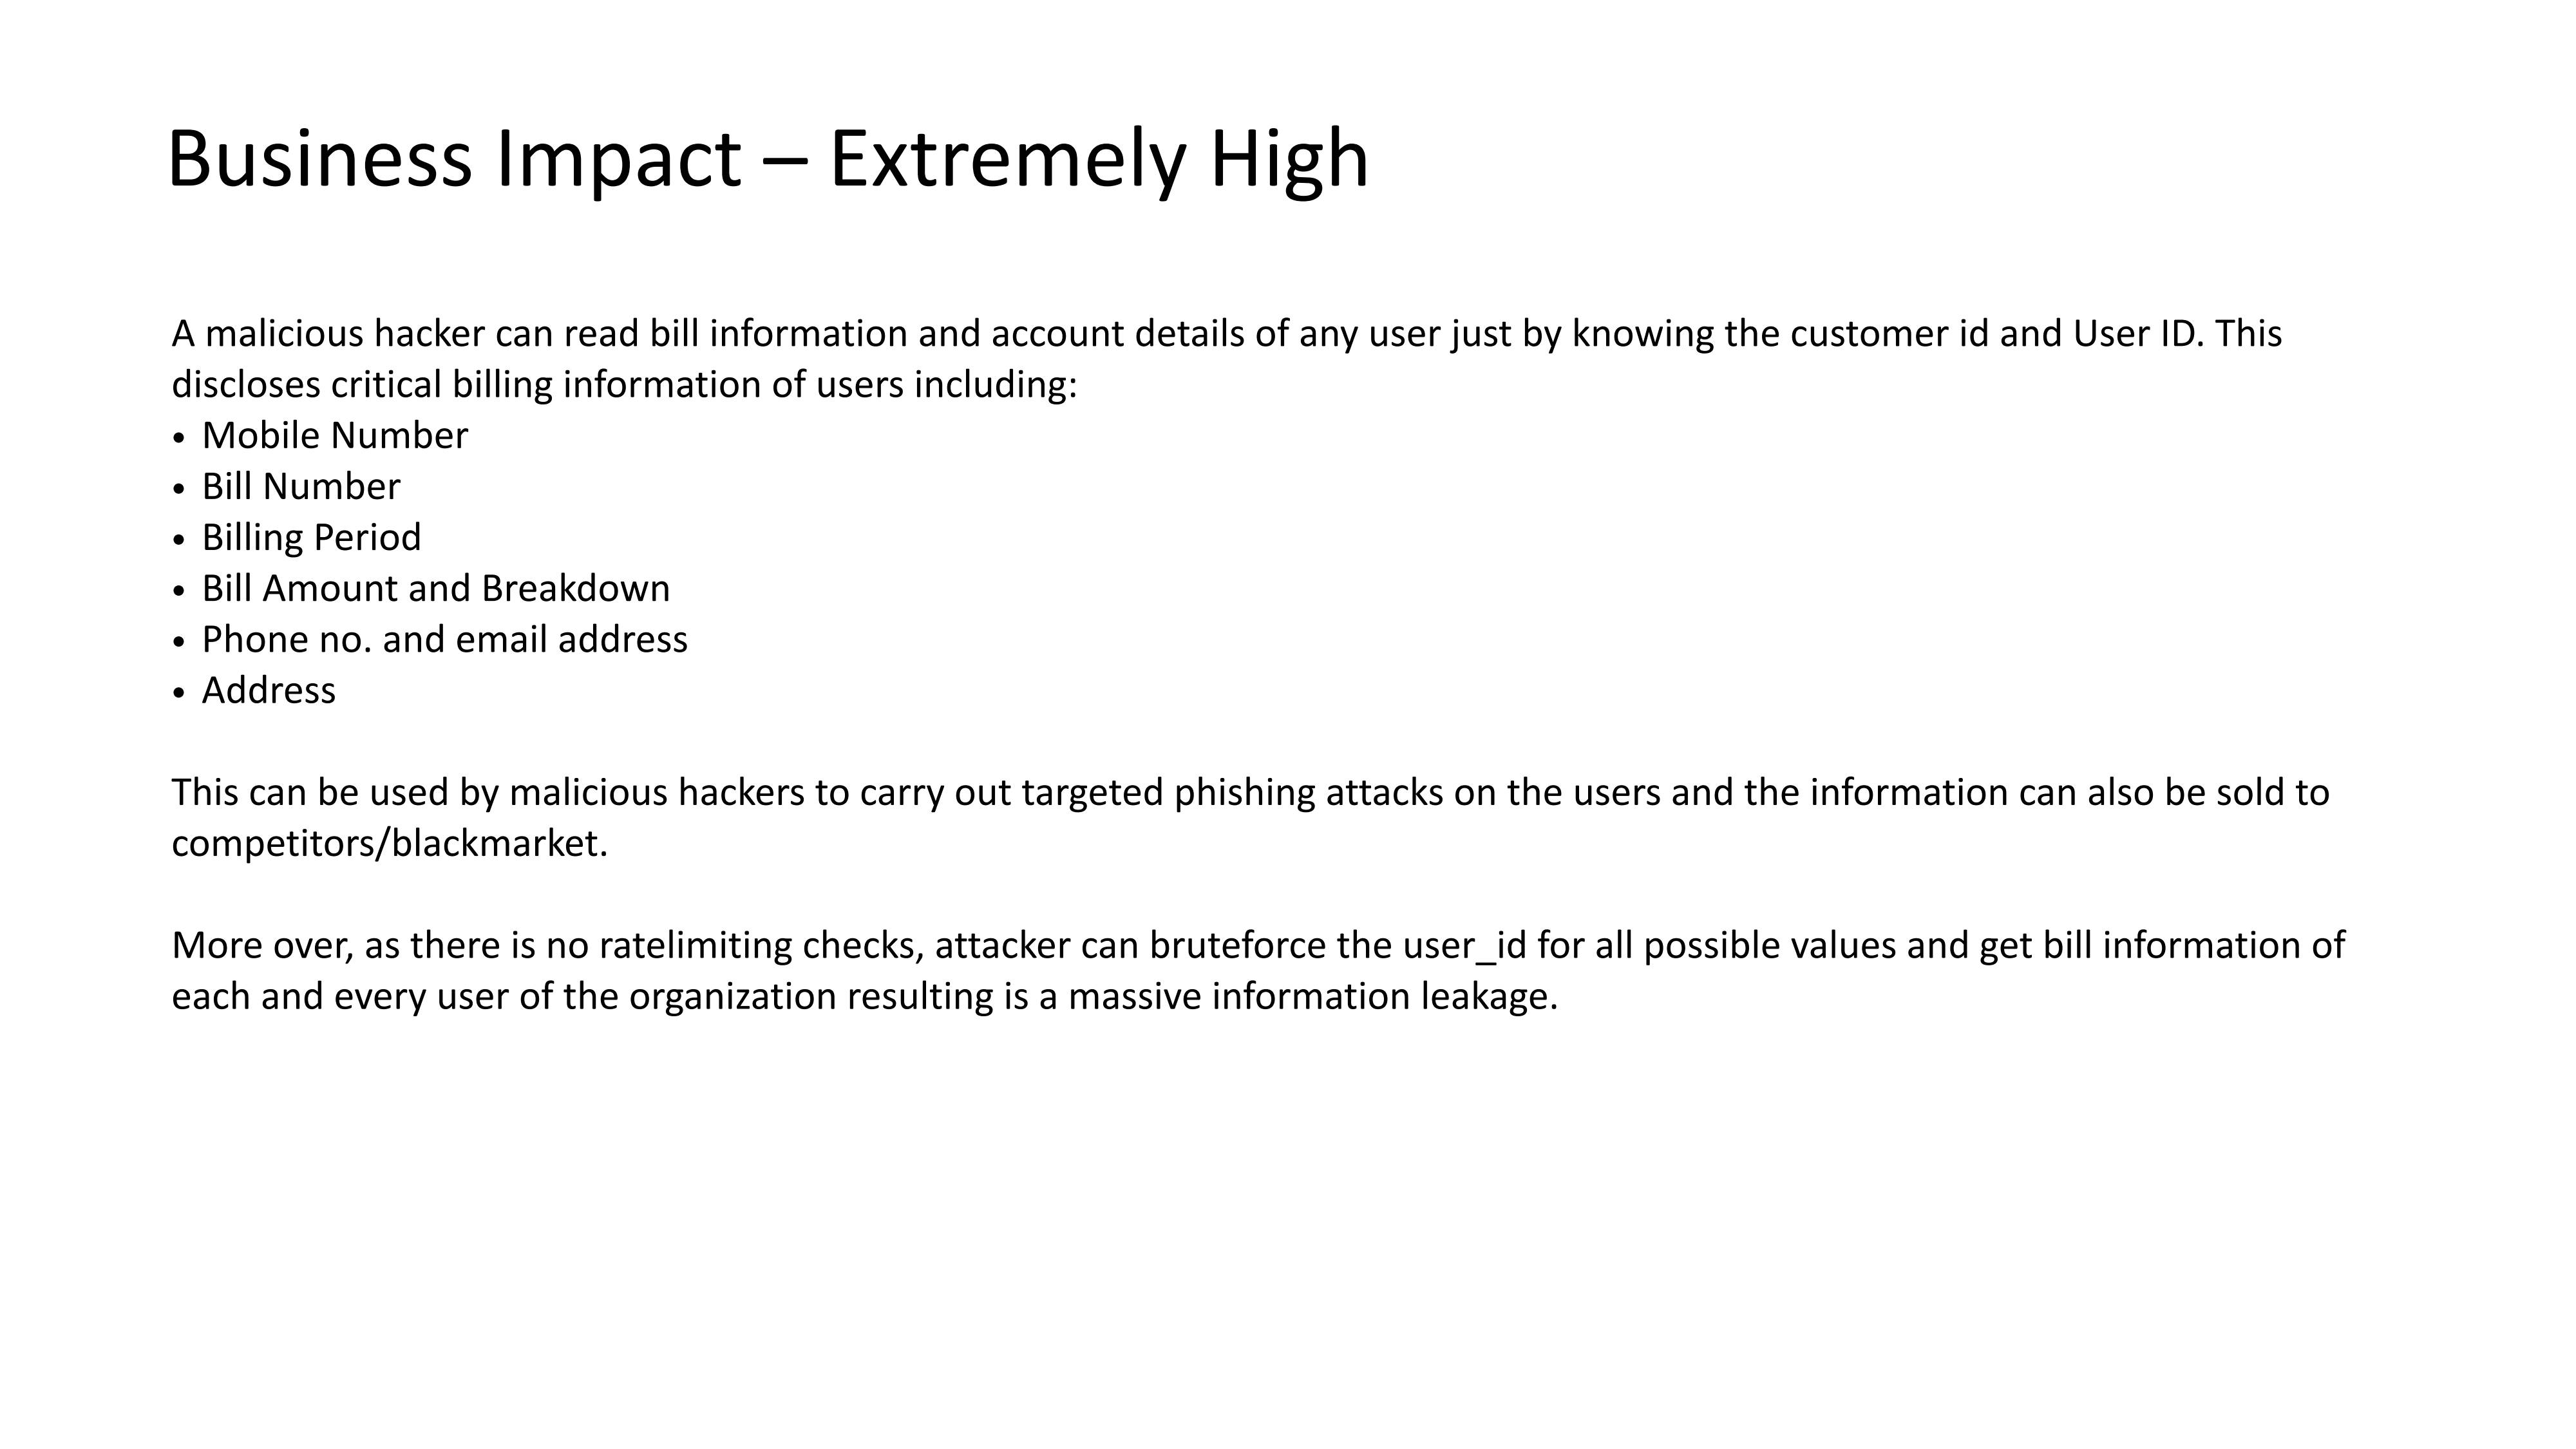 Business Impact – Extremely High
A malicious hacker can read bill information and account details of any user just by knowing the customer id and User ID. This
discloses critical billing information of users including:
• Mobile Number
• Bill Number
• Billing Period
• Bill Amount and Breakdown
• Phone no. and email address
• Address
This can be used by malicious hackers to carry out targeted phishing attacks on the users and the information can also be sold to
competitors/blackmarket.
More over, as there is no ratelimiting checks, attacker can bruteforce the user_id for all possible values and get bill information of
each and every user of the organization resulting is a massive information leakage.